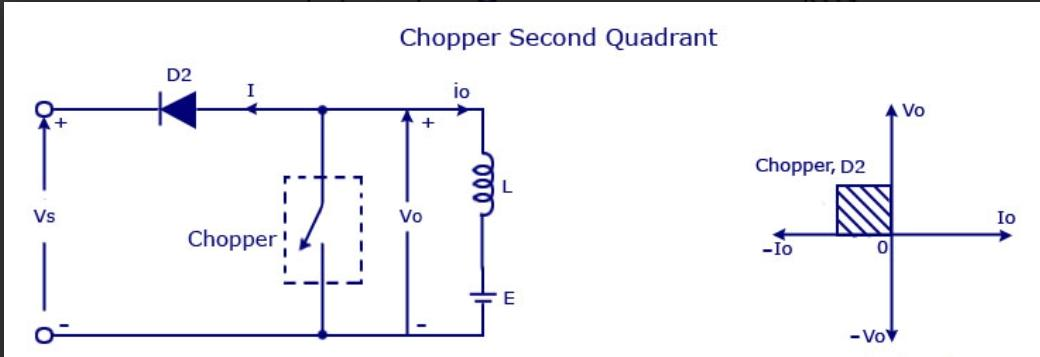 Chopper Second Quadrant
D2
I
io
+
+
Vo
Chopper, D2
L
Vs
Vo
Io
Chopper
-Io
0
E
-
-
-Vo